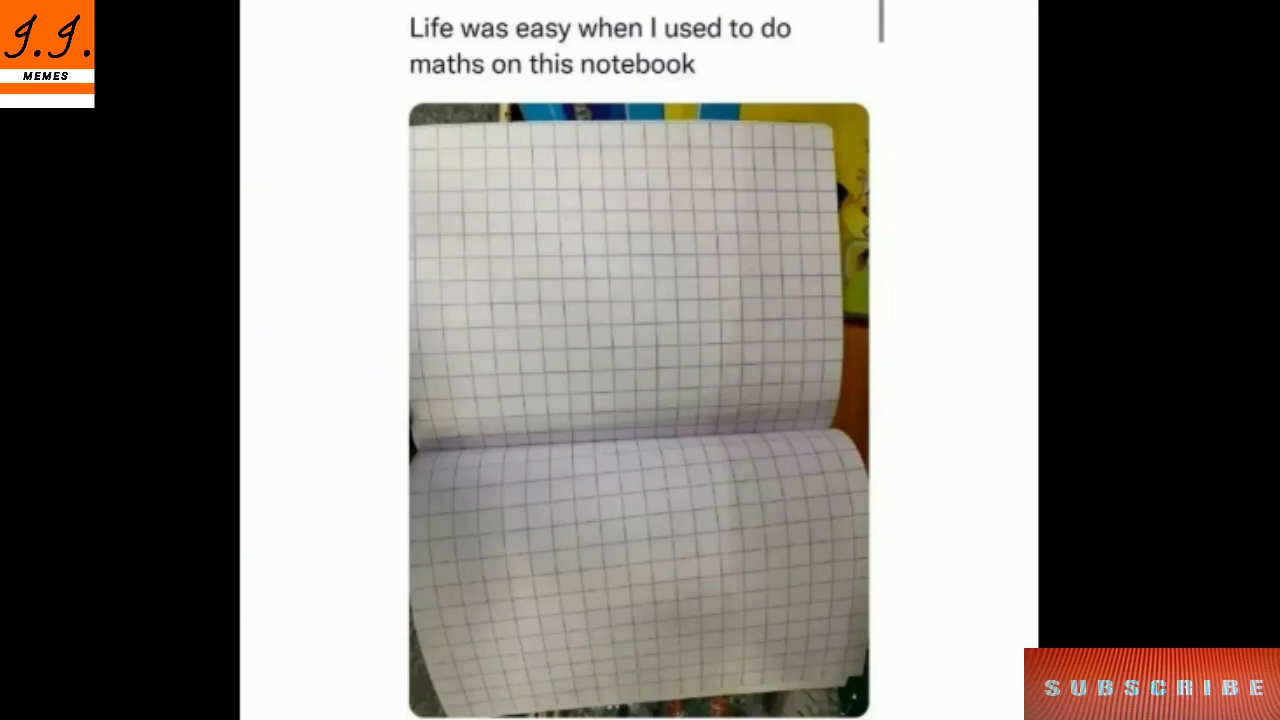 J.J.
MEMES
Life was easy when I used to do
maths on this notebook
SUBSCRIBE